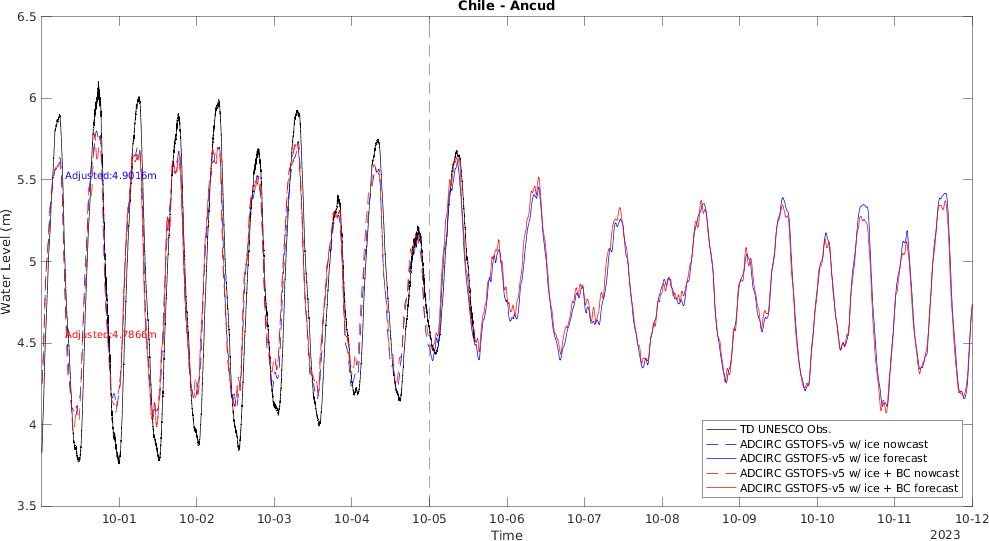 Chile - Ancud
6.5
6
5.5
5
4.5
4
3.5
Water Level (m)
Adjusted:4.9016m
Adjusted:4.7866m
TD UNESCO Obs.
ADCIRC GSTOFS-v5 w/ ice nowcast
ADCIRC GSTOFS-v5 w/ ice forecast
ADCIRC GSTOFS-v5 w/ ice + BC nowcast
ADCIRC GSTOFS-v5 w/ ice + BC forecast
10-01 10-02 10-03 10-04 10-05 10-06 10-07 10-08 10-09 10-10 10-11 10-12
Time
2023